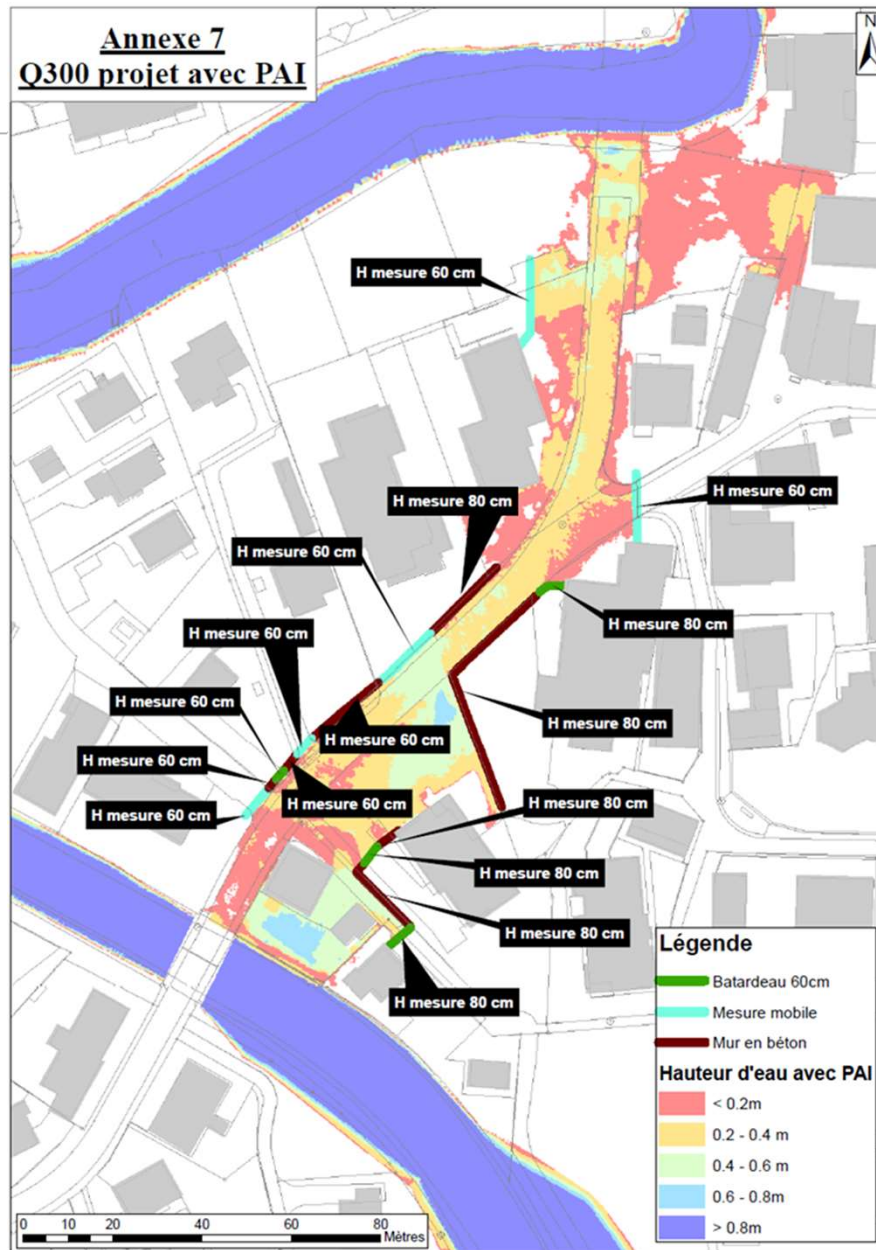 Annexe 7
Q300 projet avec PAI
N
H mesure 60 cm
H mesure 80 cm
H mesure 60 cm
H mesure 60 cm
H mesure 60 cm
H mesure 80 cm
H mesure 60 cm
H mesure 80 cm
H mesure 60 cm
H mesure 60 cm
H mesure 60 cm
H mesure 80 cm
H mesure 60 cm
H mesure 80 cm
H mesure 80 cm
H mesure 80 cm
Légende
Batardeau 60cm
Mesure mobile
Mur en béton
Hauteur d'eau avec PAI
< 0.2m
0.2 - 0.4 m
0.4 - 0.6 m
0.6 - 0.8m
> 0.8m
0 5 10 20 40 60 80
Mètres